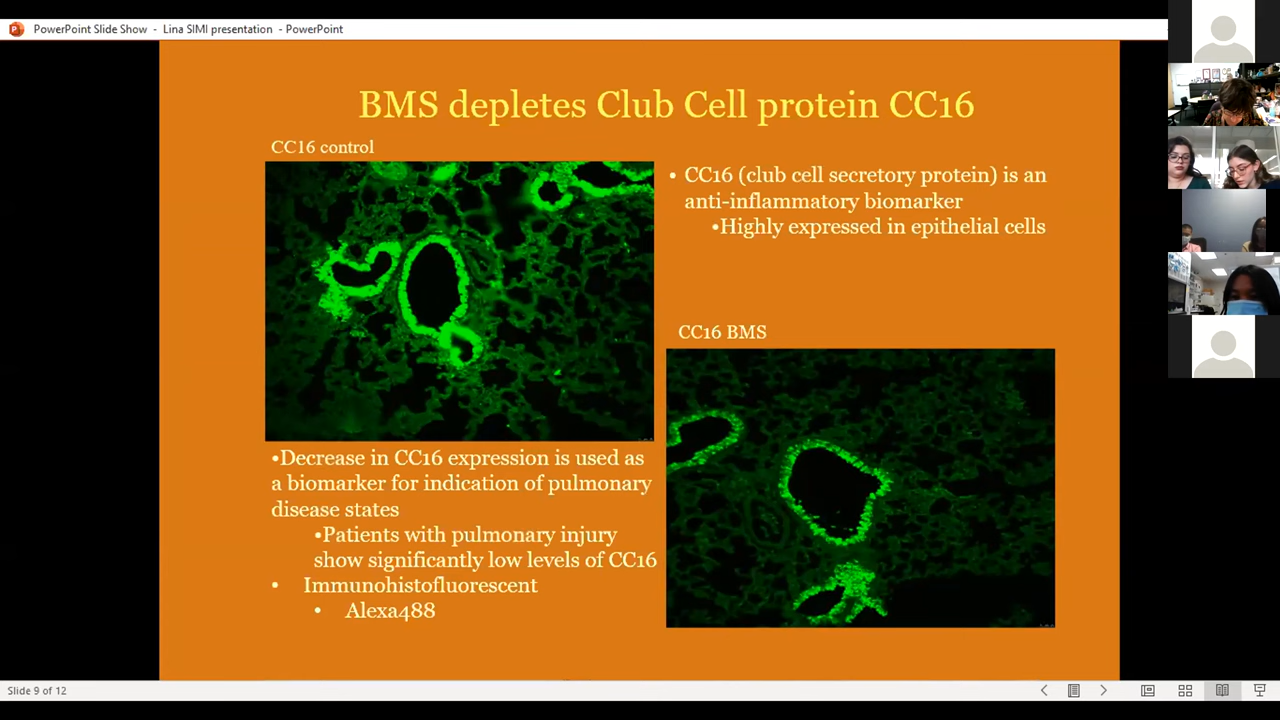 PowerPoint Slide Show - Lina SIMI presentation - PowerPoint
BMS depletes Club Cell protein CC16
CC16 control
• CC16 (club cell secretory protein) is an
anti-inflammatory biomarker
•Highly expressed in epithelial cells
CC16 BMS
•Decrease in CC16 expression is used as
a biomarker for indication of pulmonary
disease states
•Patients with pulmonary injury
show significantly low levels of CC16
• Immunohistofluorescent
• Alexa488
Slide 9 of 12